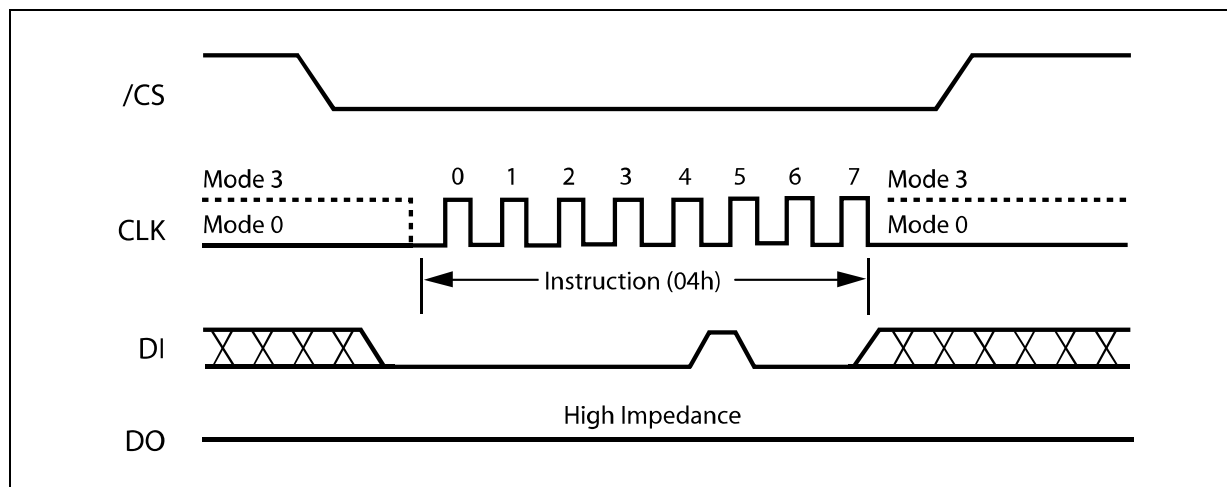 /CS
Mode 3
0 1 2 3 4 5 6 7
Mode 3
CLK
Mode 0
Mode 0
Instruction (04h)
DI
High Impedance
DO